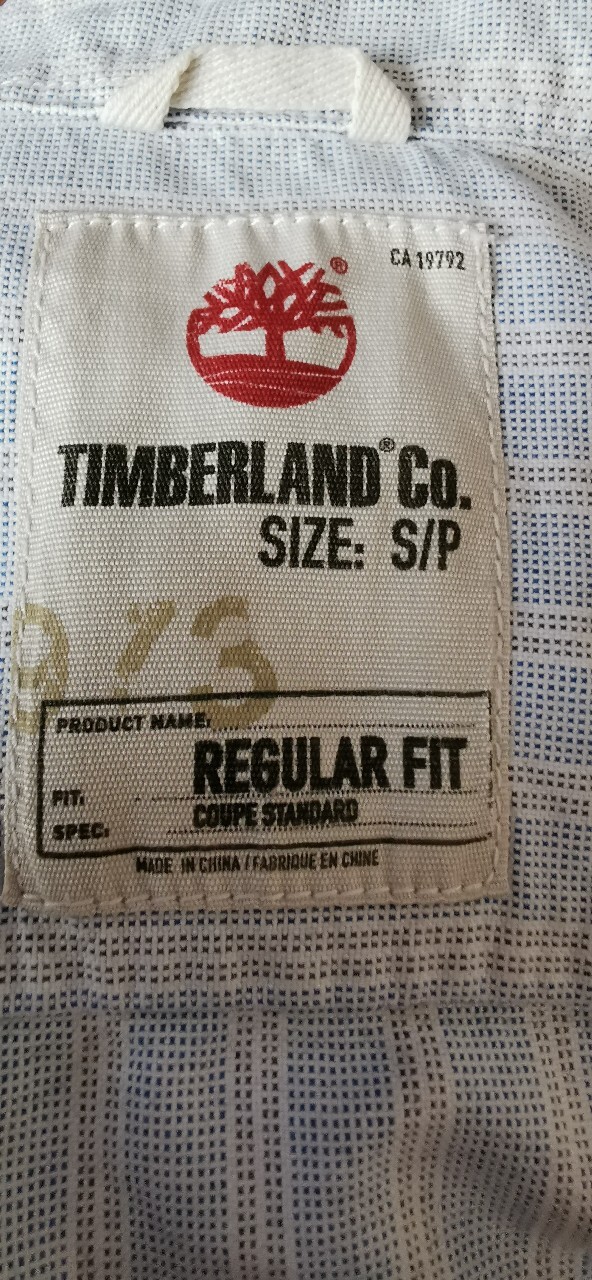 ®
CA 19792
TIMBERLAND® Co.
SIZE: S/P
PRODUCT NAME:
REGULAR FIT
FIT:
COUPE STANDARD
SPEC:
MADE IN CHINA / FABRIQUE EN CHINE